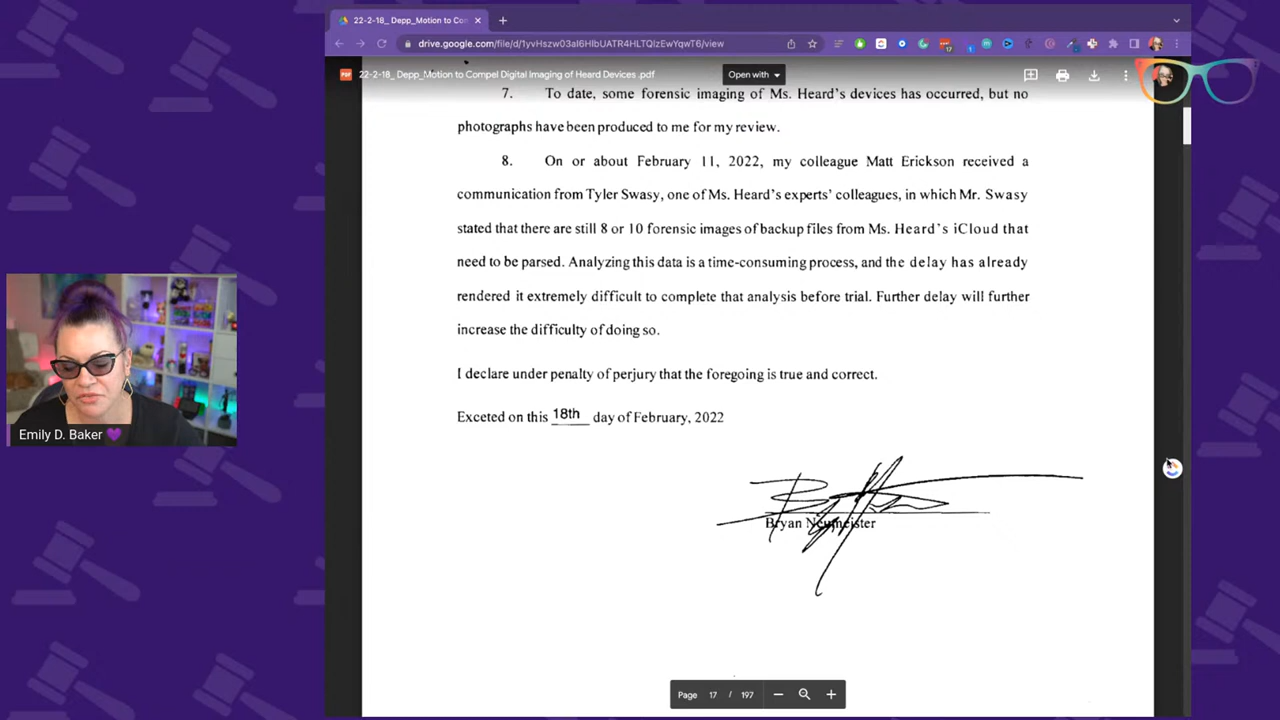 22-2-18_ Depp_Motion to Co
drive.google.com/file/d/1yvHszw03al6HIbUATR4HLTQlzEwYqwT6/view
PDF 22-2-18_ Depp_Motion to Compel Digital Imaging of Heard Devices .pdf
Open with
7. To date, some forensic imaging of Ms. Heard's devices has occurred, but no
photographs have been produced to me for my review.
8. On or about February 11, 2022, my colleague Matt Erickson received a
communication from Tyler Swasy, one of Ms. Heard's experts' colleagues, in which Mr. Swasy
stated that there are still 8 or 10 forensic images of backup files from Ms. Heard's iCloud that
need to be parsed. Analyzing this data is a time-consuming process, and the delay has already
rendered it extremely difficult to complete that analysis before trial. Further delay will further
increase the difficulty of doing so.
I declare under penalty of perjury that the foregoing is true and correct.
Exceted on this 18th day of February, 2022
Bryan Neumeister
Emily D. Baker 💜
Page 17 / 197